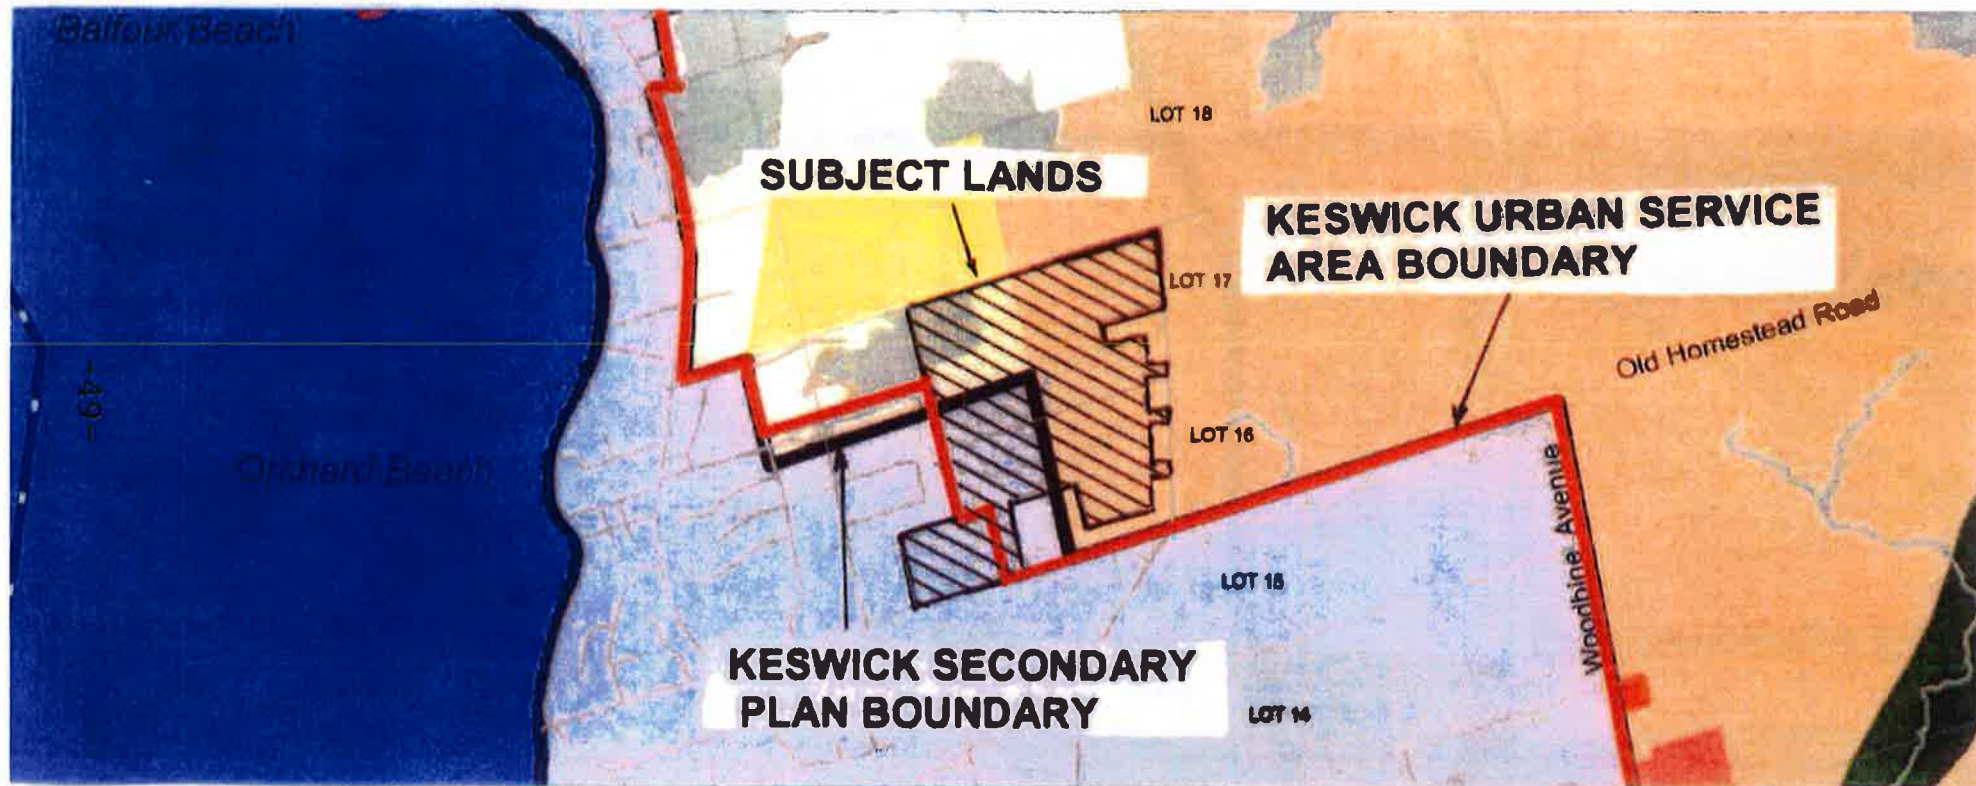 Balfour Beach
LOT 18
SUBJECT LANDS
KESWICK URBAN SERVICE
AREA BOUNDARY
LOT 17
Old Homestead Road
-49-
LOT 16
Orchard Beach
Woodbine Avenue
LOT 15
KESWICK SECONDARY
PLAN BOUNDARY
LOT 14